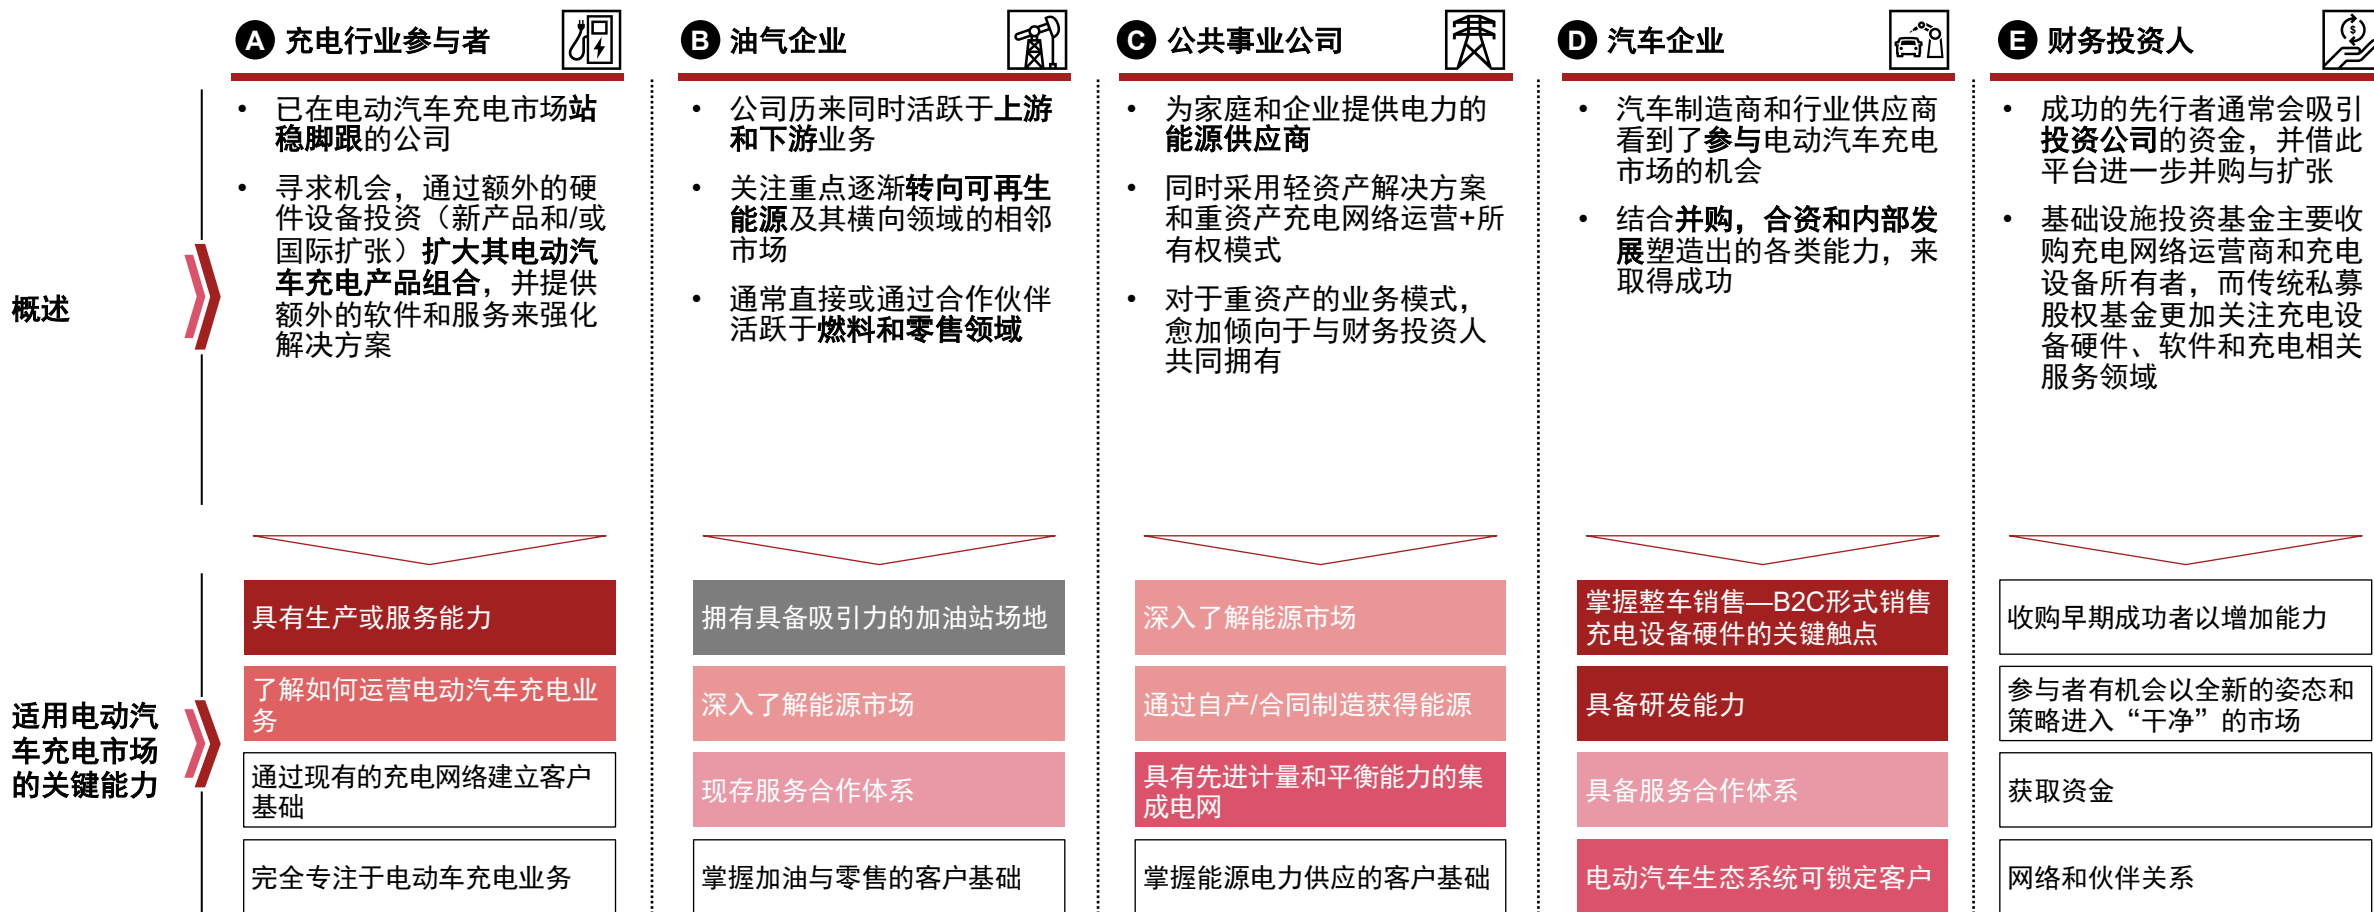 A 充电行业参与者
B 油气企业
C 公共事业公司
D 汽车企业
E 财务投资人
概述
• 已在电动汽车充电市场站
稳脚跟的公司
• 寻求机会，通过额外的硬
件设备投资（新产品和/或
国际扩张）扩大其电动汽
车充电产品组合，并提供
额外的软件和服务来强化
解决方案
• 公司历来同时活跃于上游
和下游业务
• 关注重点逐渐转向可再生
能源及其横向领域的相邻
市场
• 通常直接或通过合作伙伴
活跃于燃料和零售领域
• 为家庭和企业提供电力的
能源供应商
• 同时采用轻资产解决方案
和重资产充电网络运营+所
有权模式
• 对于重资产的业务模式，
愈加倾向于与财务投资人
共同拥有
• 汽车制造商和行业供应商
看到了参与电动汽车充电
市场的机会
• 结合并购，合资和内部发
展塑造出的各类能力，来
取得成功
• 成功的先行者通常会吸引
投资公司的资金，并借此
平台进一步并购与扩张
• 基础设施投资基金主要收
购充电网络运营商和充电
设备所有者，而传统私募
股权基金更加关注充电设
备硬件、软件和充电相关
服务领域
适用电动汽
车充电市场
的关键能力
具有生产或服务能力
了解如何运营电动汽车充电业
务
通过现有的充电网络建立客户
基础
完全专注于电动车充电业务
拥有具备吸引力的加油站场地
深入了解能源市场
现存服务合作体系
掌握加油与零售的客户基础
深入了解能源市场
通过自产/合同制造获得能源
具有先进计量和平衡能力的集
成电网
掌握能源电力供应的客户基础
掌握整车销售—B2C形式销售
充电设备硬件的关键触点
具备研发能力
具备服务合作体系
电动汽车生态系统可锁定客户
收购早期成功者以增加能力
参与者有机会以全新的姿态和
策略进入“干净”的市场
获取资金
网络和伙伴关系